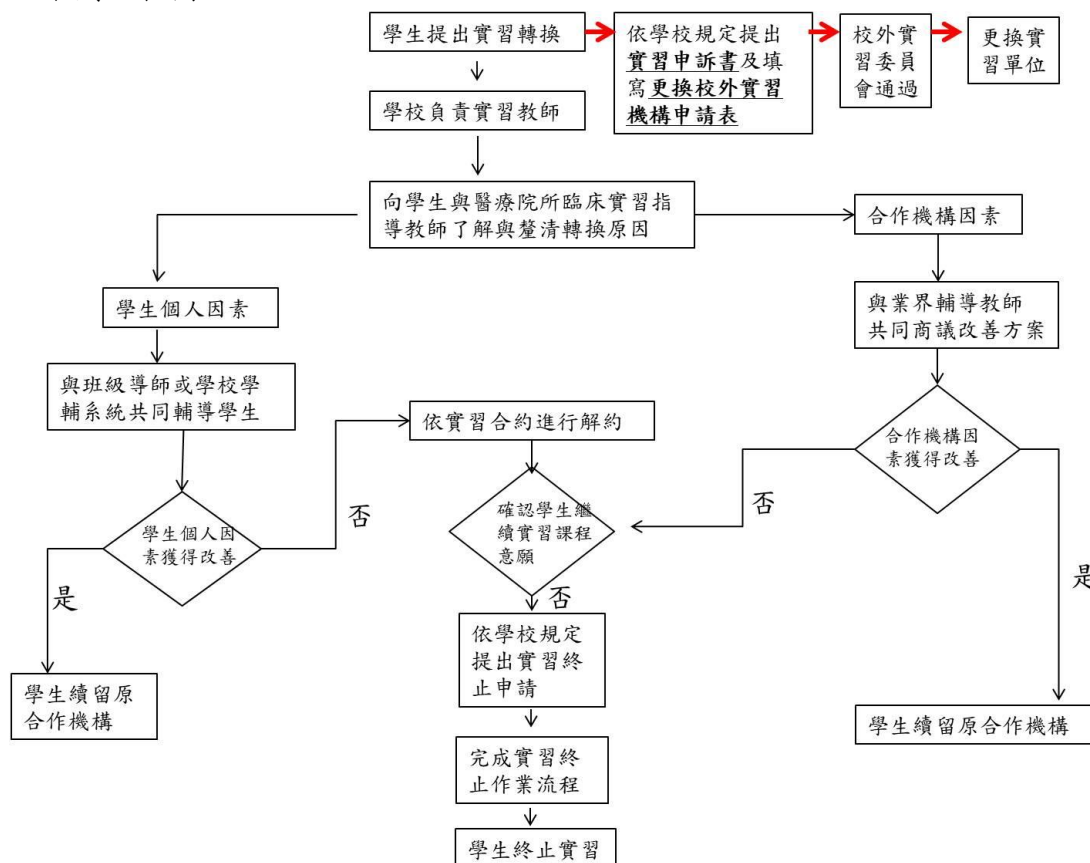 學生提出實習轉換
依學校規定提出
實習申訴書及填
寫更換校外實習
機構申請表
校外實
習委員
會通過
更換實
習單位
學校負責實習教師
向學生與醫療院所臨床實習指
導教師了解與釐清轉換原因
合作機構因素
學生個人因素
與業界輔導教師
共同商議改善方案
與班級導師或學校學
輔系統共同輔導學生
依實習合約進行解約
合作機構因
素獲得改善
否
確認學生繼
續實習課程
意願
否
學生個人因
素獲得改善
是
是
否
依學校規定
提出實習終
止申請
學生續留原
合作機構
學生續留原合作機構
完成實習終
止作業流程
學生終止實習